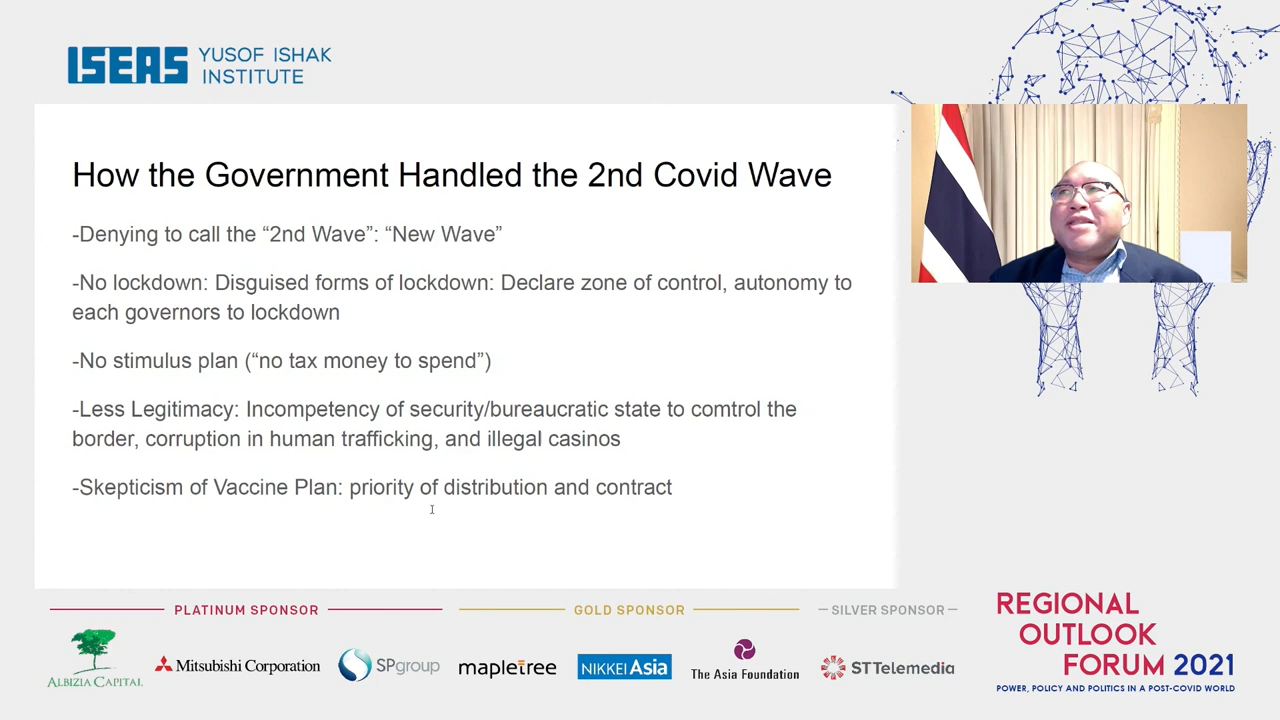 ISEAS YUSOF ISHAK
INSTITUTE
How the Government Handled the 2nd Covid Wave
-Denying to call the “2nd Wave”: “New Wave”
-No lockdown: Disguised forms of lockdown: Declare zone of control, autonomy to
each governors to lockdown
-No stimulus plan (“no tax money to spend”)
-Less Legitimacy: Incompetency of security/bureaucratic state to comtrol the
border, corruption in human trafficking, and illegal casinos
-Skepticism of Vaccine Plan: priority of distribution and contract
PLATINUM SPONSOR
GOLD SPONSOR
SILVER SPONSOR
ALBIZIA CAPITAL
Mitsubishi Corporation
SPgroup
mapletree
NIKKEI Asia
The Asia Foundation
ST Telemedia
REGIONAL
OUTLOOK
FORUM 2021
POWER, POLICY AND POLITICS IN A POST-COVID WORLD